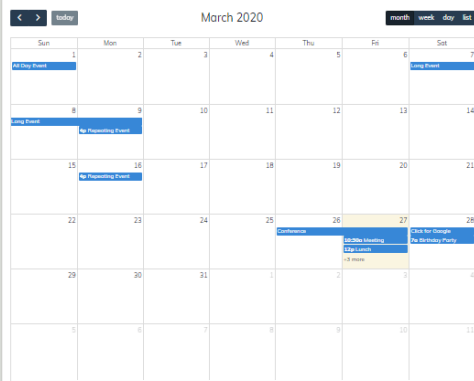 today
March 2020
month week day list
Sun Mon Tue Wed Thu Fri Sat
1 2 3 4 5 6 7
All Day Event
Long Event
8 9 10 11 12 13 14
Long Event
4p Repeating Event
15 16 17 18 19 20 21
4p Repeating Event
22 23 24 25 26 27 28
Conference
Click for Google
10:30a Meeting
7a Birthday Party
12p Lunch
+3 more
29 30 31 1 2 3 4
5 6 7 8 9 10 11